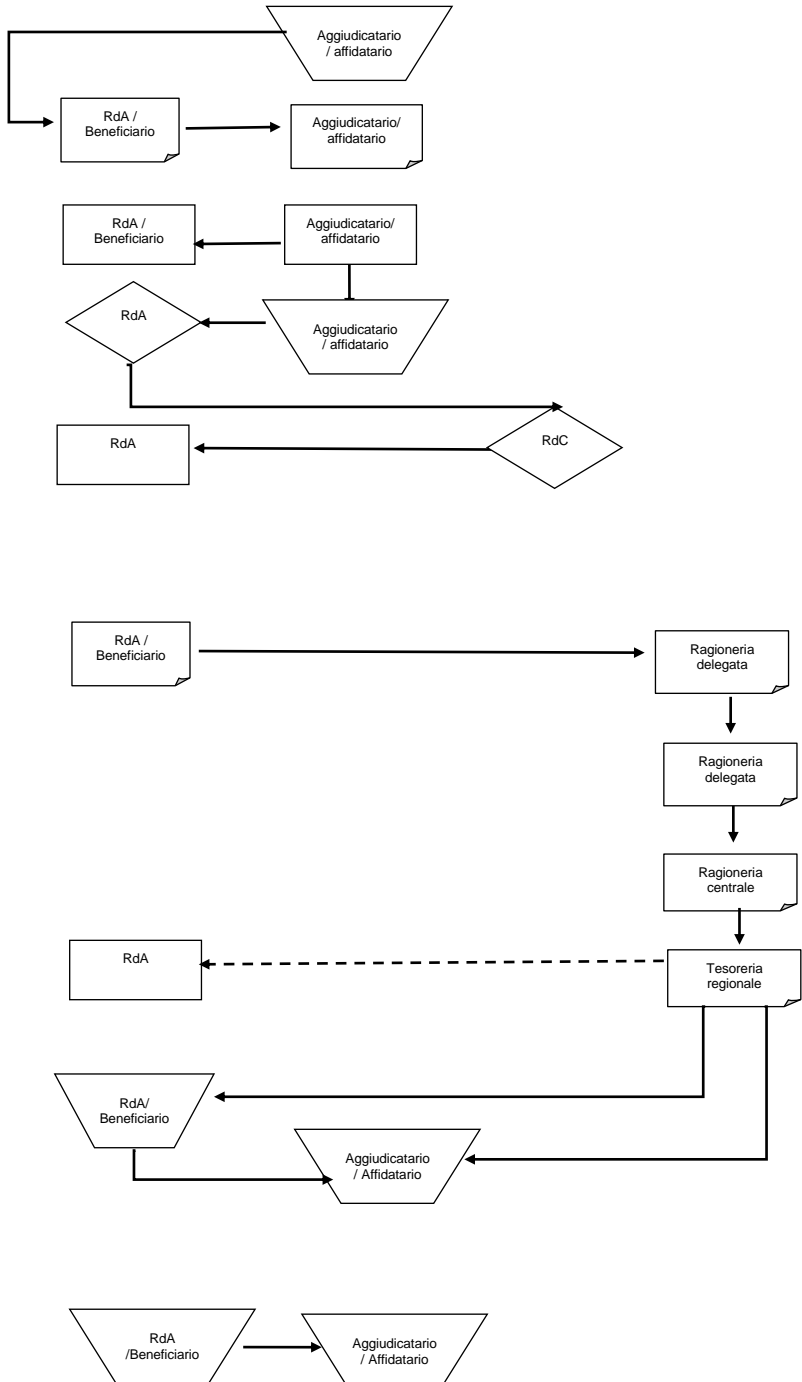 Aggiudicatario
/ affidatario
RdA /
Beneficiario
Aggiudicatario/
affidatario
RdA /
Beneficiario
Aggiudicatario/
affidatario
RdA
Aggiudicatario
/ affidatario
RdA
RdC
RdA /
Beneficiario
Ragioneria
delegata
Ragioneria
delegata
Ragioneria
centrale
RdA
Tesoreria
regionale
RdA/
Beneficiario
Aggiudicatario
/ Affidatario
RdA
/Beneficiario
Aggiudicatario
/ Affidatario